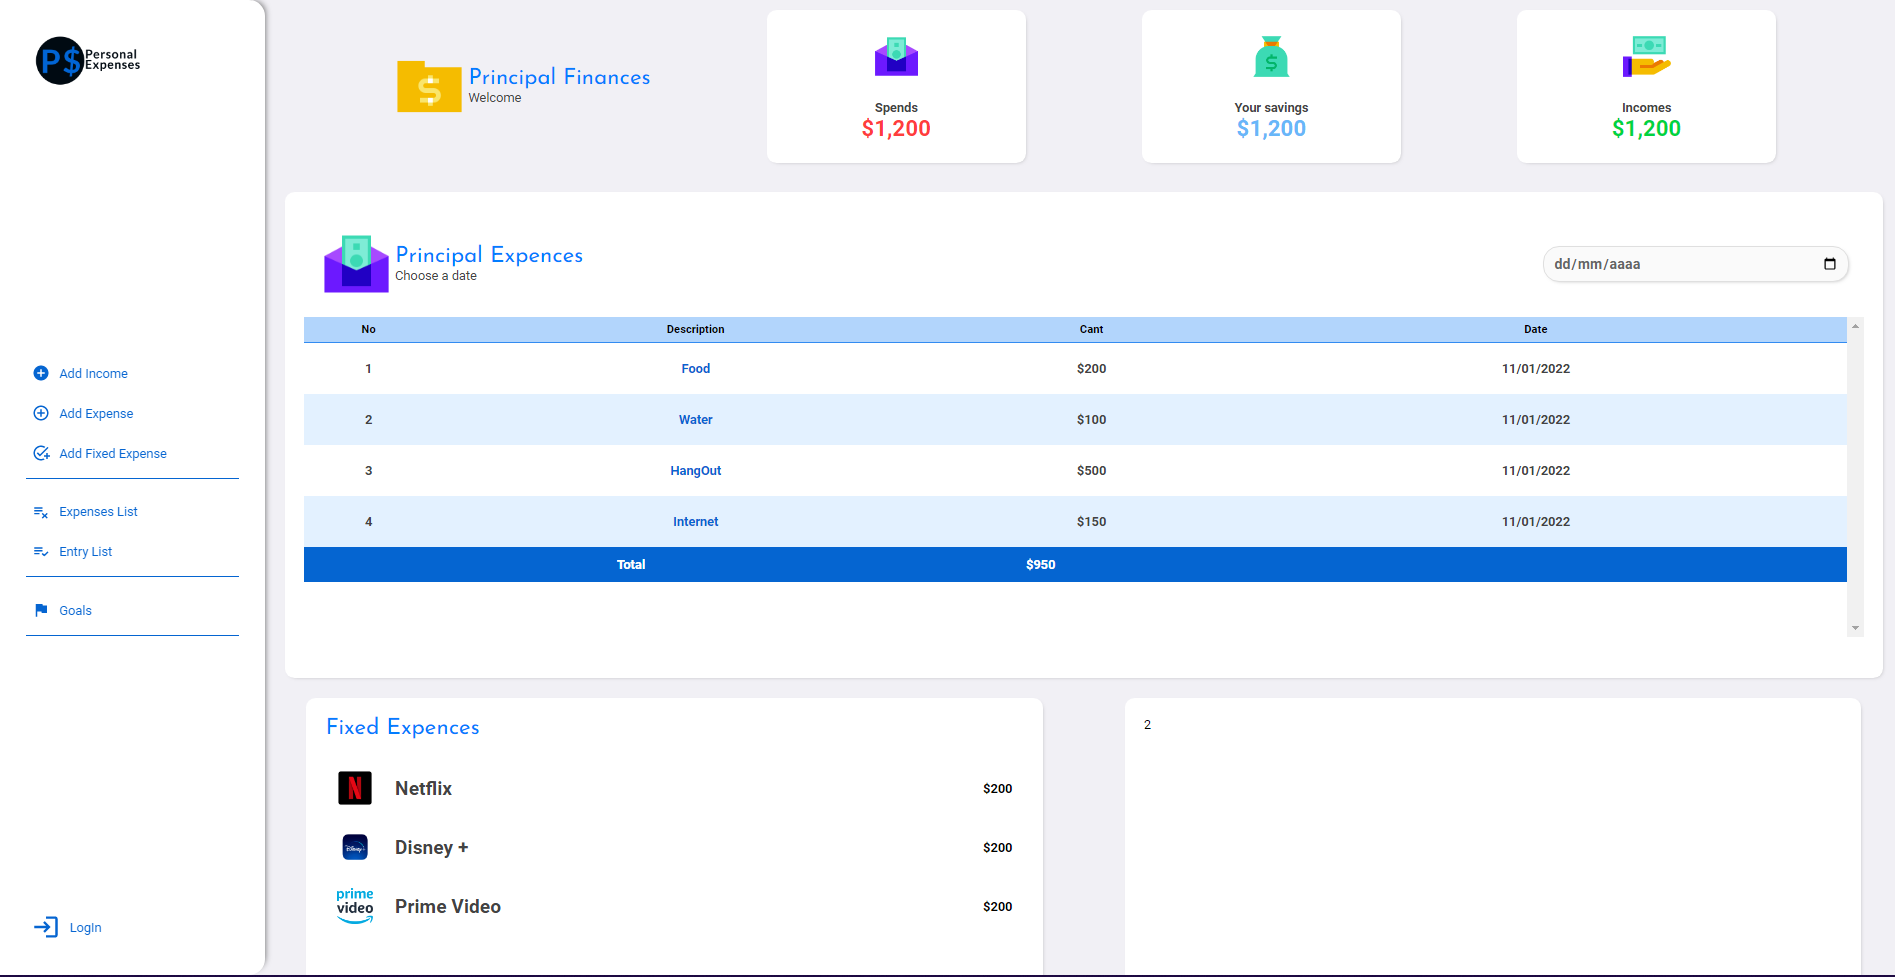 P$ Personal
Expenses
Add Income
Add Expense
Add Fixed Expense
Expenses List
Entry List
Goals
LogIn
Principal Finances
Welcome
Spends
$1,200
Your savings
$1,200
Incomes
$1,200
Principal Expences
Choose a date
dd/mm/aaaa
No Description Cant Date
1 Food $200 11/01/2022
2 Water $100 11/01/2022
3 HangOut $500 11/01/2022
4 Internet $150 11/01/2022
Total $950
Fixed Expences
Netflix $200
Disney+
Disney + $200
prime
video
Prime Video $200
2